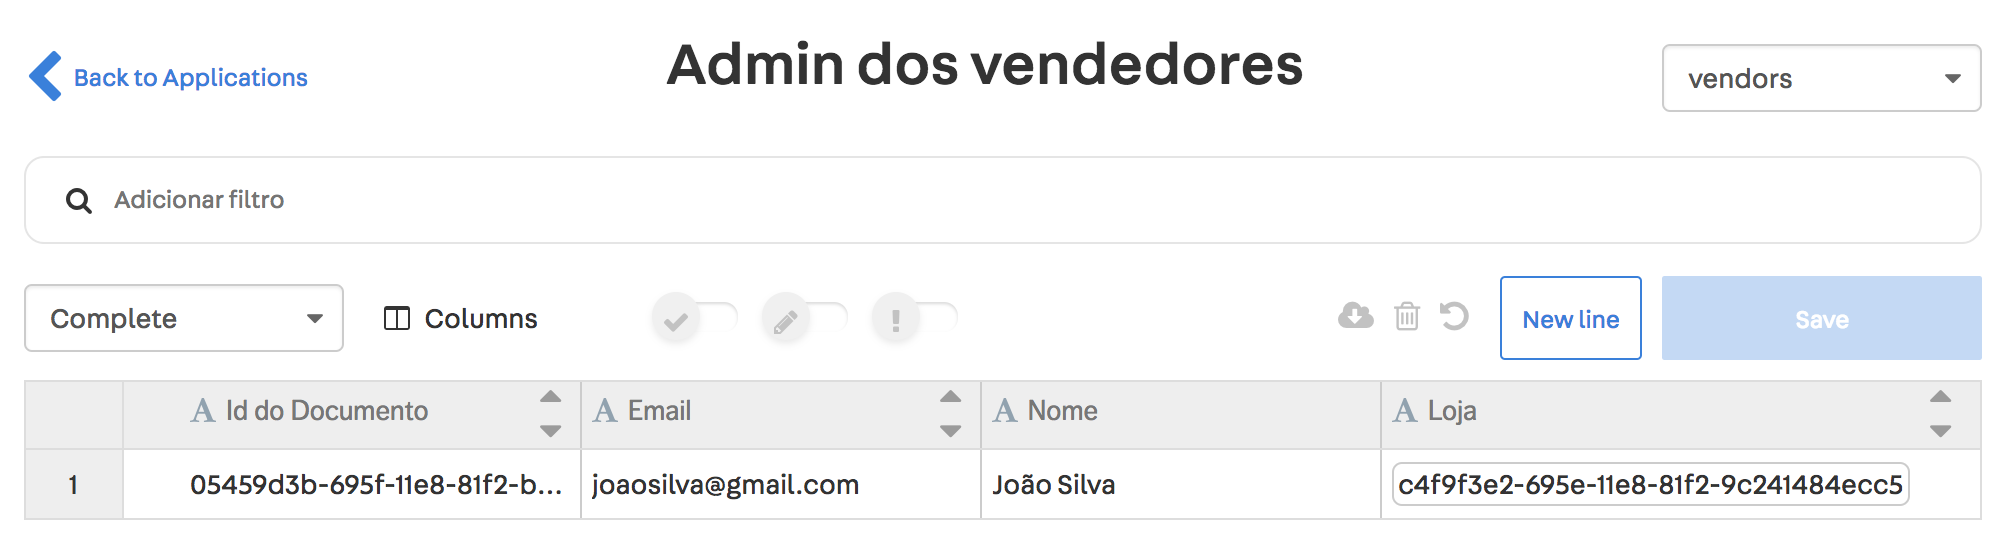 Back to Applications
Admin dos vendedores
vendors
Adicionar filtro
Complete
Columns
New line
Save
A Id do Documento
A Email
A Nome
A Loja
1
05459d3b-695f-11e8-81f2-b...
joaosilva@gmail.com
João Silva
c4f9f3e2-695e-11e8-81f2-9c241484ecc5